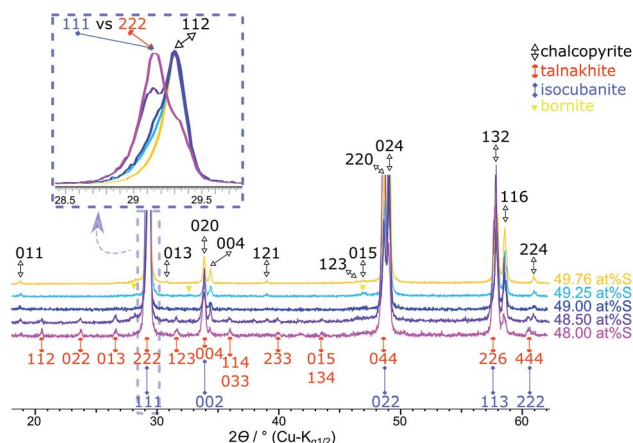 111 vs 222 112
28.5 29 29.5
chalcopyrite
talnakhite
isocubanite
bornite
132
024
220
116
020
004
011
013
121
015
123
224
49.76 at%S
49.25 at%S
49.00 at%S
48.50 at%S
48.00 at%S
112 022 013 222 123 004 114 233 015 044 226 444
033 134
111 002 022 113 222
20 30 40 50 60
2Θ / ° (Cu-Kα1/2)